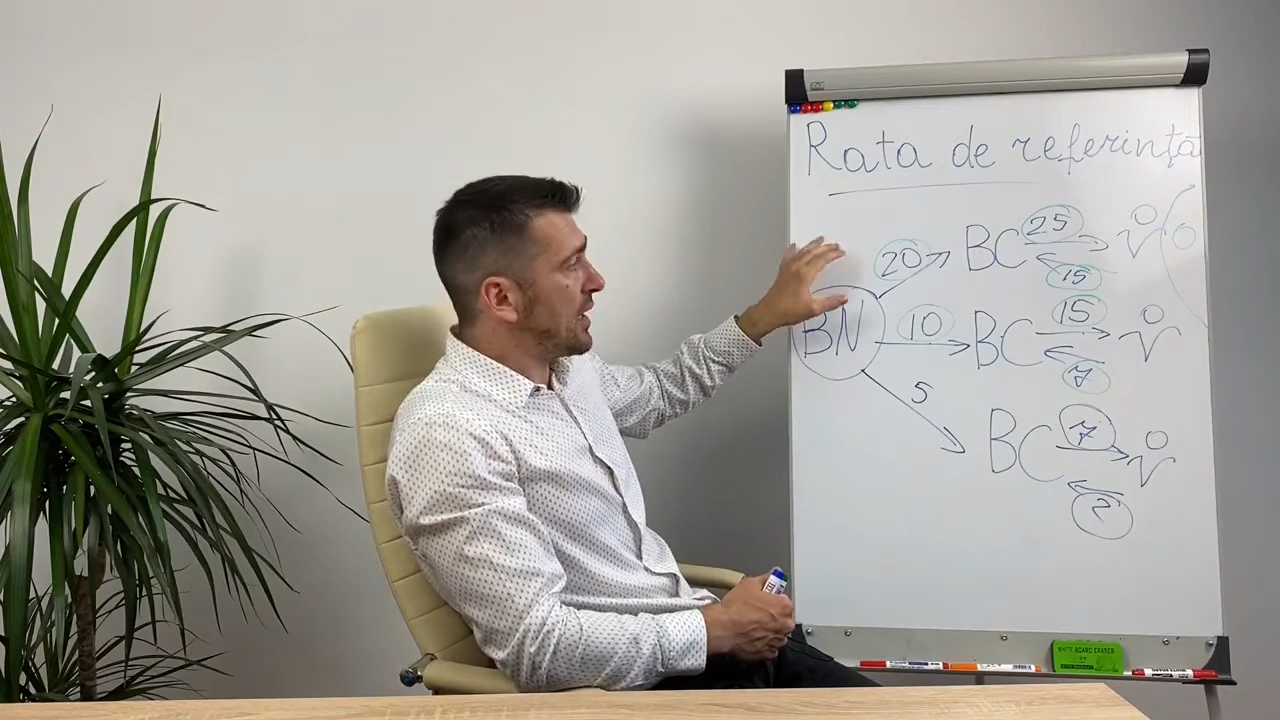 Rata de referință
20 BC 25
15
BN 10 BC 15
7
5
BC 7
2
WHITE BOARD ERASER